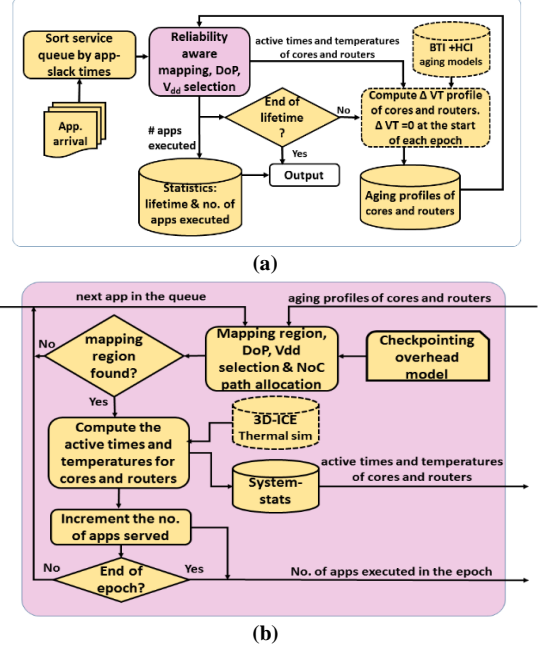 Sort service
queue by app-
slack times
App.
arrival
Reliability
aware
mapping, DoP,
Vdd selection
active times and temperatures
of cores and routers
BTI +HCI
aging models
# apps
executed
End of
lifetime
?
No
Yes
Compute Δ VT profile
of cores and routers.
Δ VT =0 at the start
of each epoch
Statistics:
lifetime & no. of
apps executed
Output
Aging profiles of
cores and routers
(a)
next app in the queue
aging profiles of cores and routers
No
mapping
region
found?
Mapping region,
DoP, Vdd
selection & NoC
path allocation
Checkpointing
overhead
model
Yes
Compute the
active times and
temperatures for
cores and routers
3D-ICE
Thermal sim
System-
stats
active times and temperatures
of cores and routers
Increment the no.
of apps served
No
End of
epoch?
Yes
No. of apps executed in the epoch
(b)